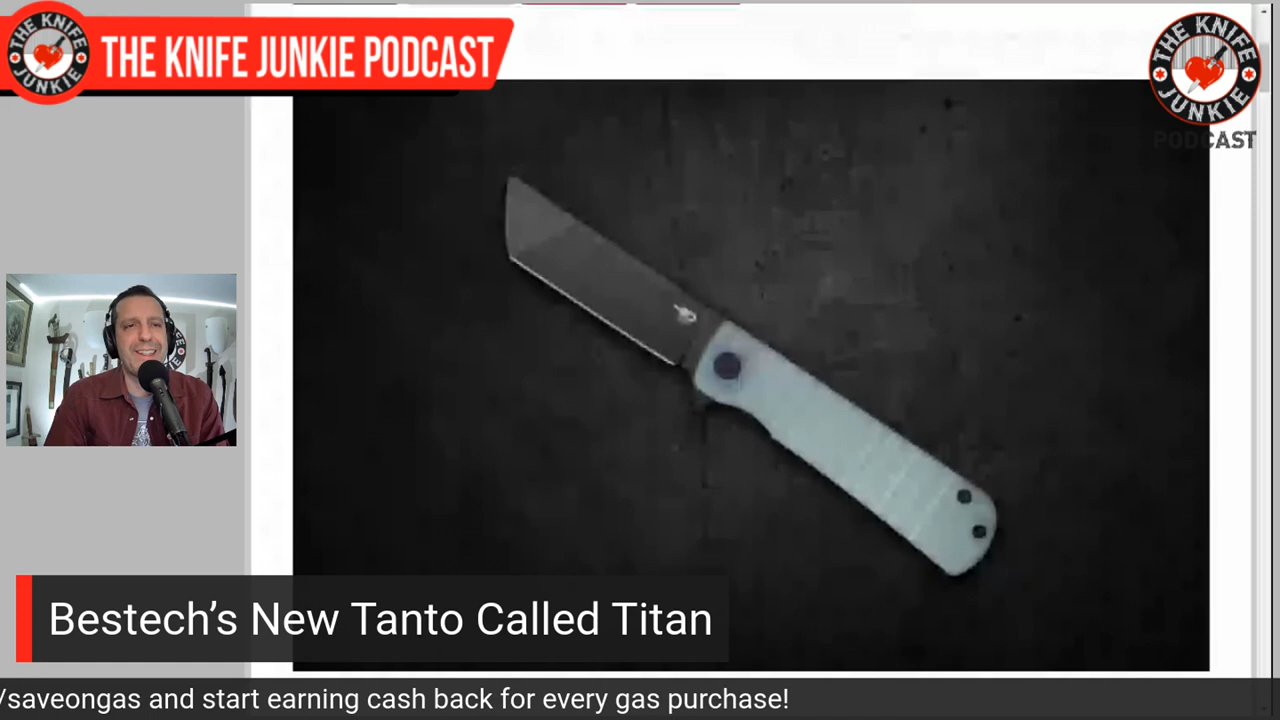 THE KNIFE JUNKIE
THE KNIFE JUNKIE PODCAST
THE KNIFE JUNKIE
PODCAST
Bestech’s New Tanto Called Titan
/saveongas and start earning cash back for every gas purchase!